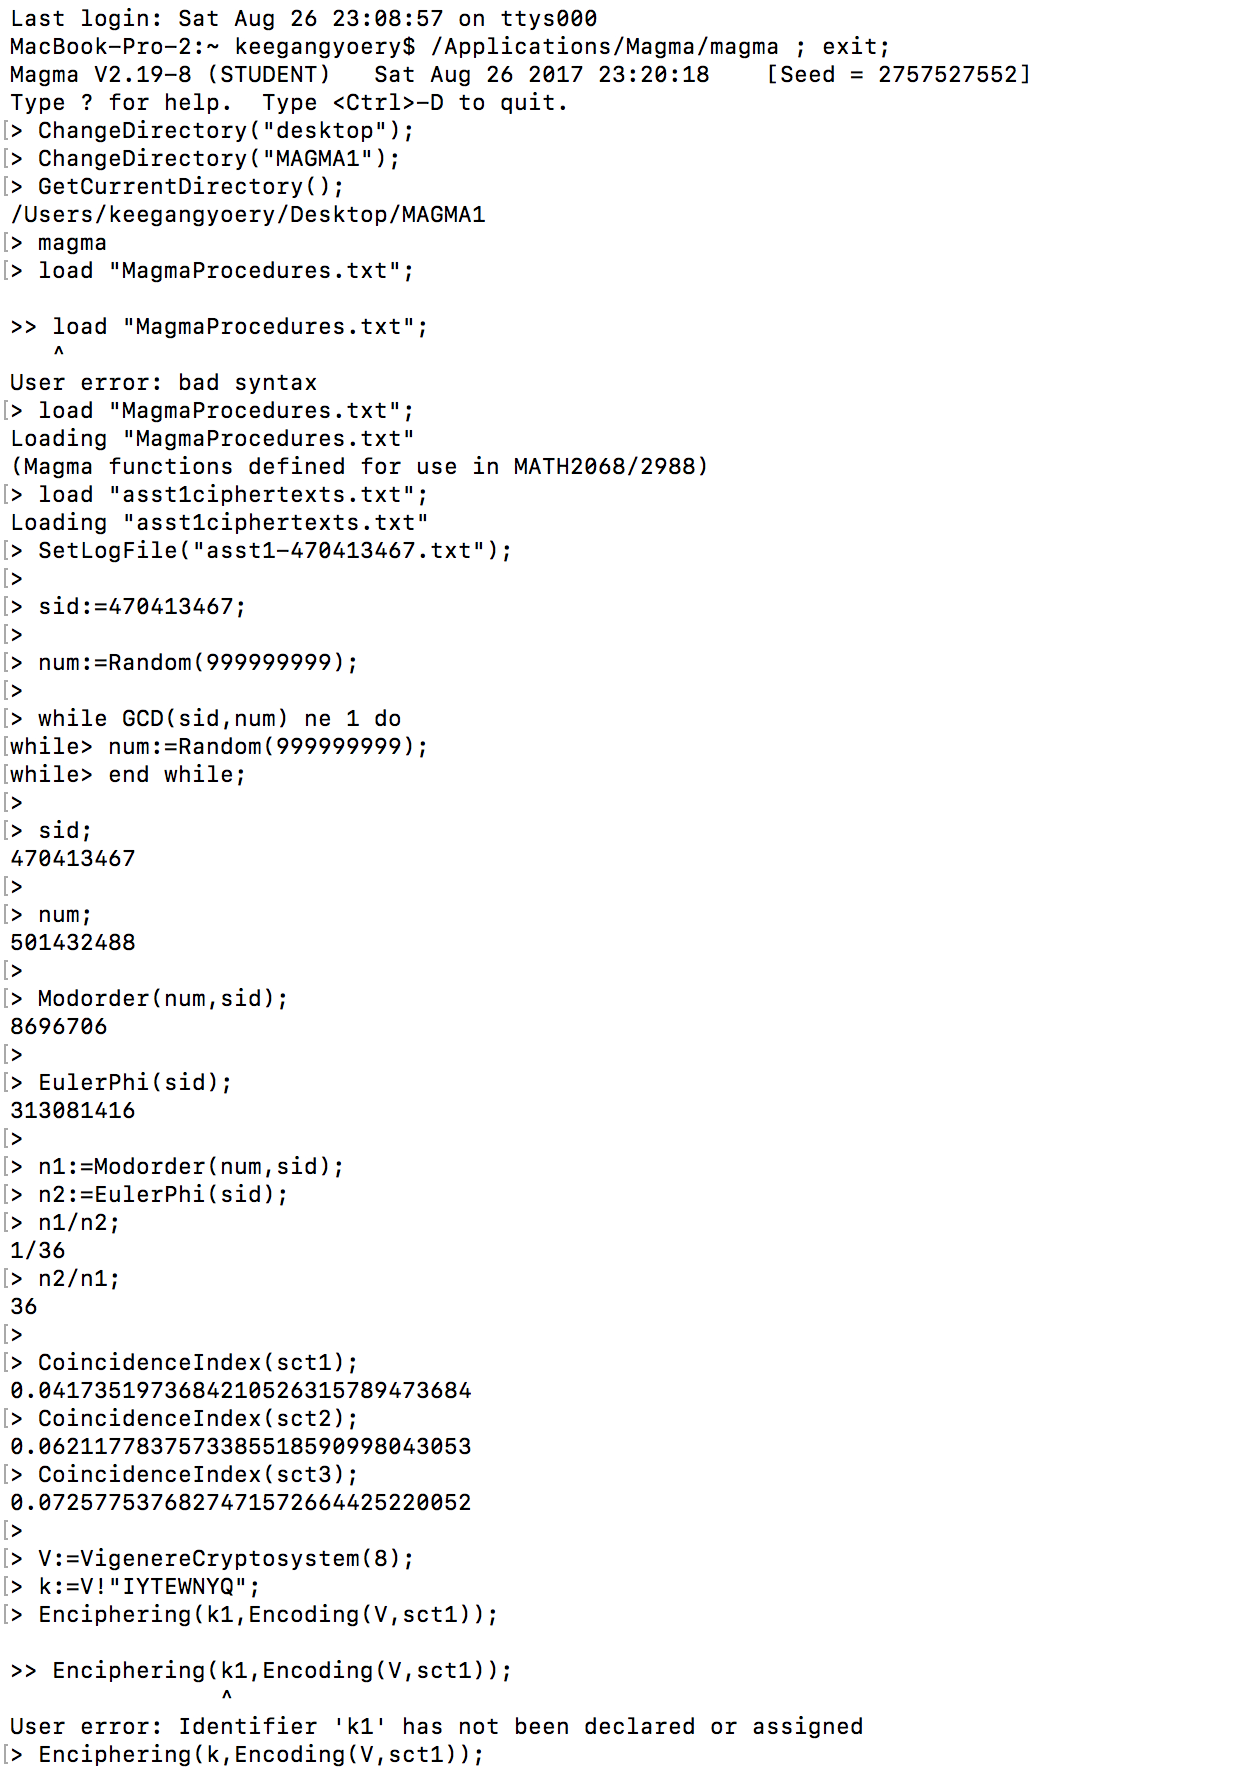 Last login: Sat Aug 26 23:08:57 on ttys000
MacBook-Pro-2:~ keegangyoery$ /Applications/Magma/magma ; exit;
Magma V2.19-8 (STUDENT)   Sat Aug 26 2017 23:20:18    [Seed = 2757527552]
Type ? for help.  Type <Ctrl>-D to quit.
[> ChangeDirectory("desktop");
[> ChangeDirectory("MAGMA1");
[> GetCurrentDirectory();
/Users/keegangyoery/Desktop/MAGMA1
[> magma
[> load "MagmaProcedures.txt";

>> load "MagmaProcedures.txt";
   ^
User error: bad syntax
[> load "MagmaProcedures.txt";
Loading "MagmaProcedures.txt"
(Magma functions defined for use in MATH2068/2988)
[> load "asst1ciphertexts.txt";
Loading "asst1ciphertexts.txt"
[> SetLogFile("asst1-470413467.txt");
[>
[> sid:=470413467;
[>
[> num:=Random(999999999);
[>
[> while GCD(sid,num) ne 1 do
[while> num:=Random(999999999);
[while> end while;
[>
[> sid;
470413467
[>
[> num;
501432488
[>
[> Modorder(num,sid);
8696706
[>
[> EulerPhi(sid);
313081416
[>
[> n1:=Modorder(num,sid);
[> n2:=EulerPhi(sid);
[> n1/n2;
1/36
[> n2/n1;
36
[>
[> CoincidenceIndex(sct1);
0.0417351973684210526315789473684
[> CoincidenceIndex(sct2);
0.0621177837573385518590998043053
[> CoincidenceIndex(sct3);
0.0725775376827471572664425220052
[>
[> V:=VigenereCryptosystem(8);
[> k:=V!"IYTEWNYQ";
[> Enciphering(k1,Encoding(V,sct1));

>> Enciphering(k1,Encoding(V,sct1));
               ^
User error: Identifier 'k1' has not been declared or assigned
[> Enciphering(k,Encoding(V,sct1));